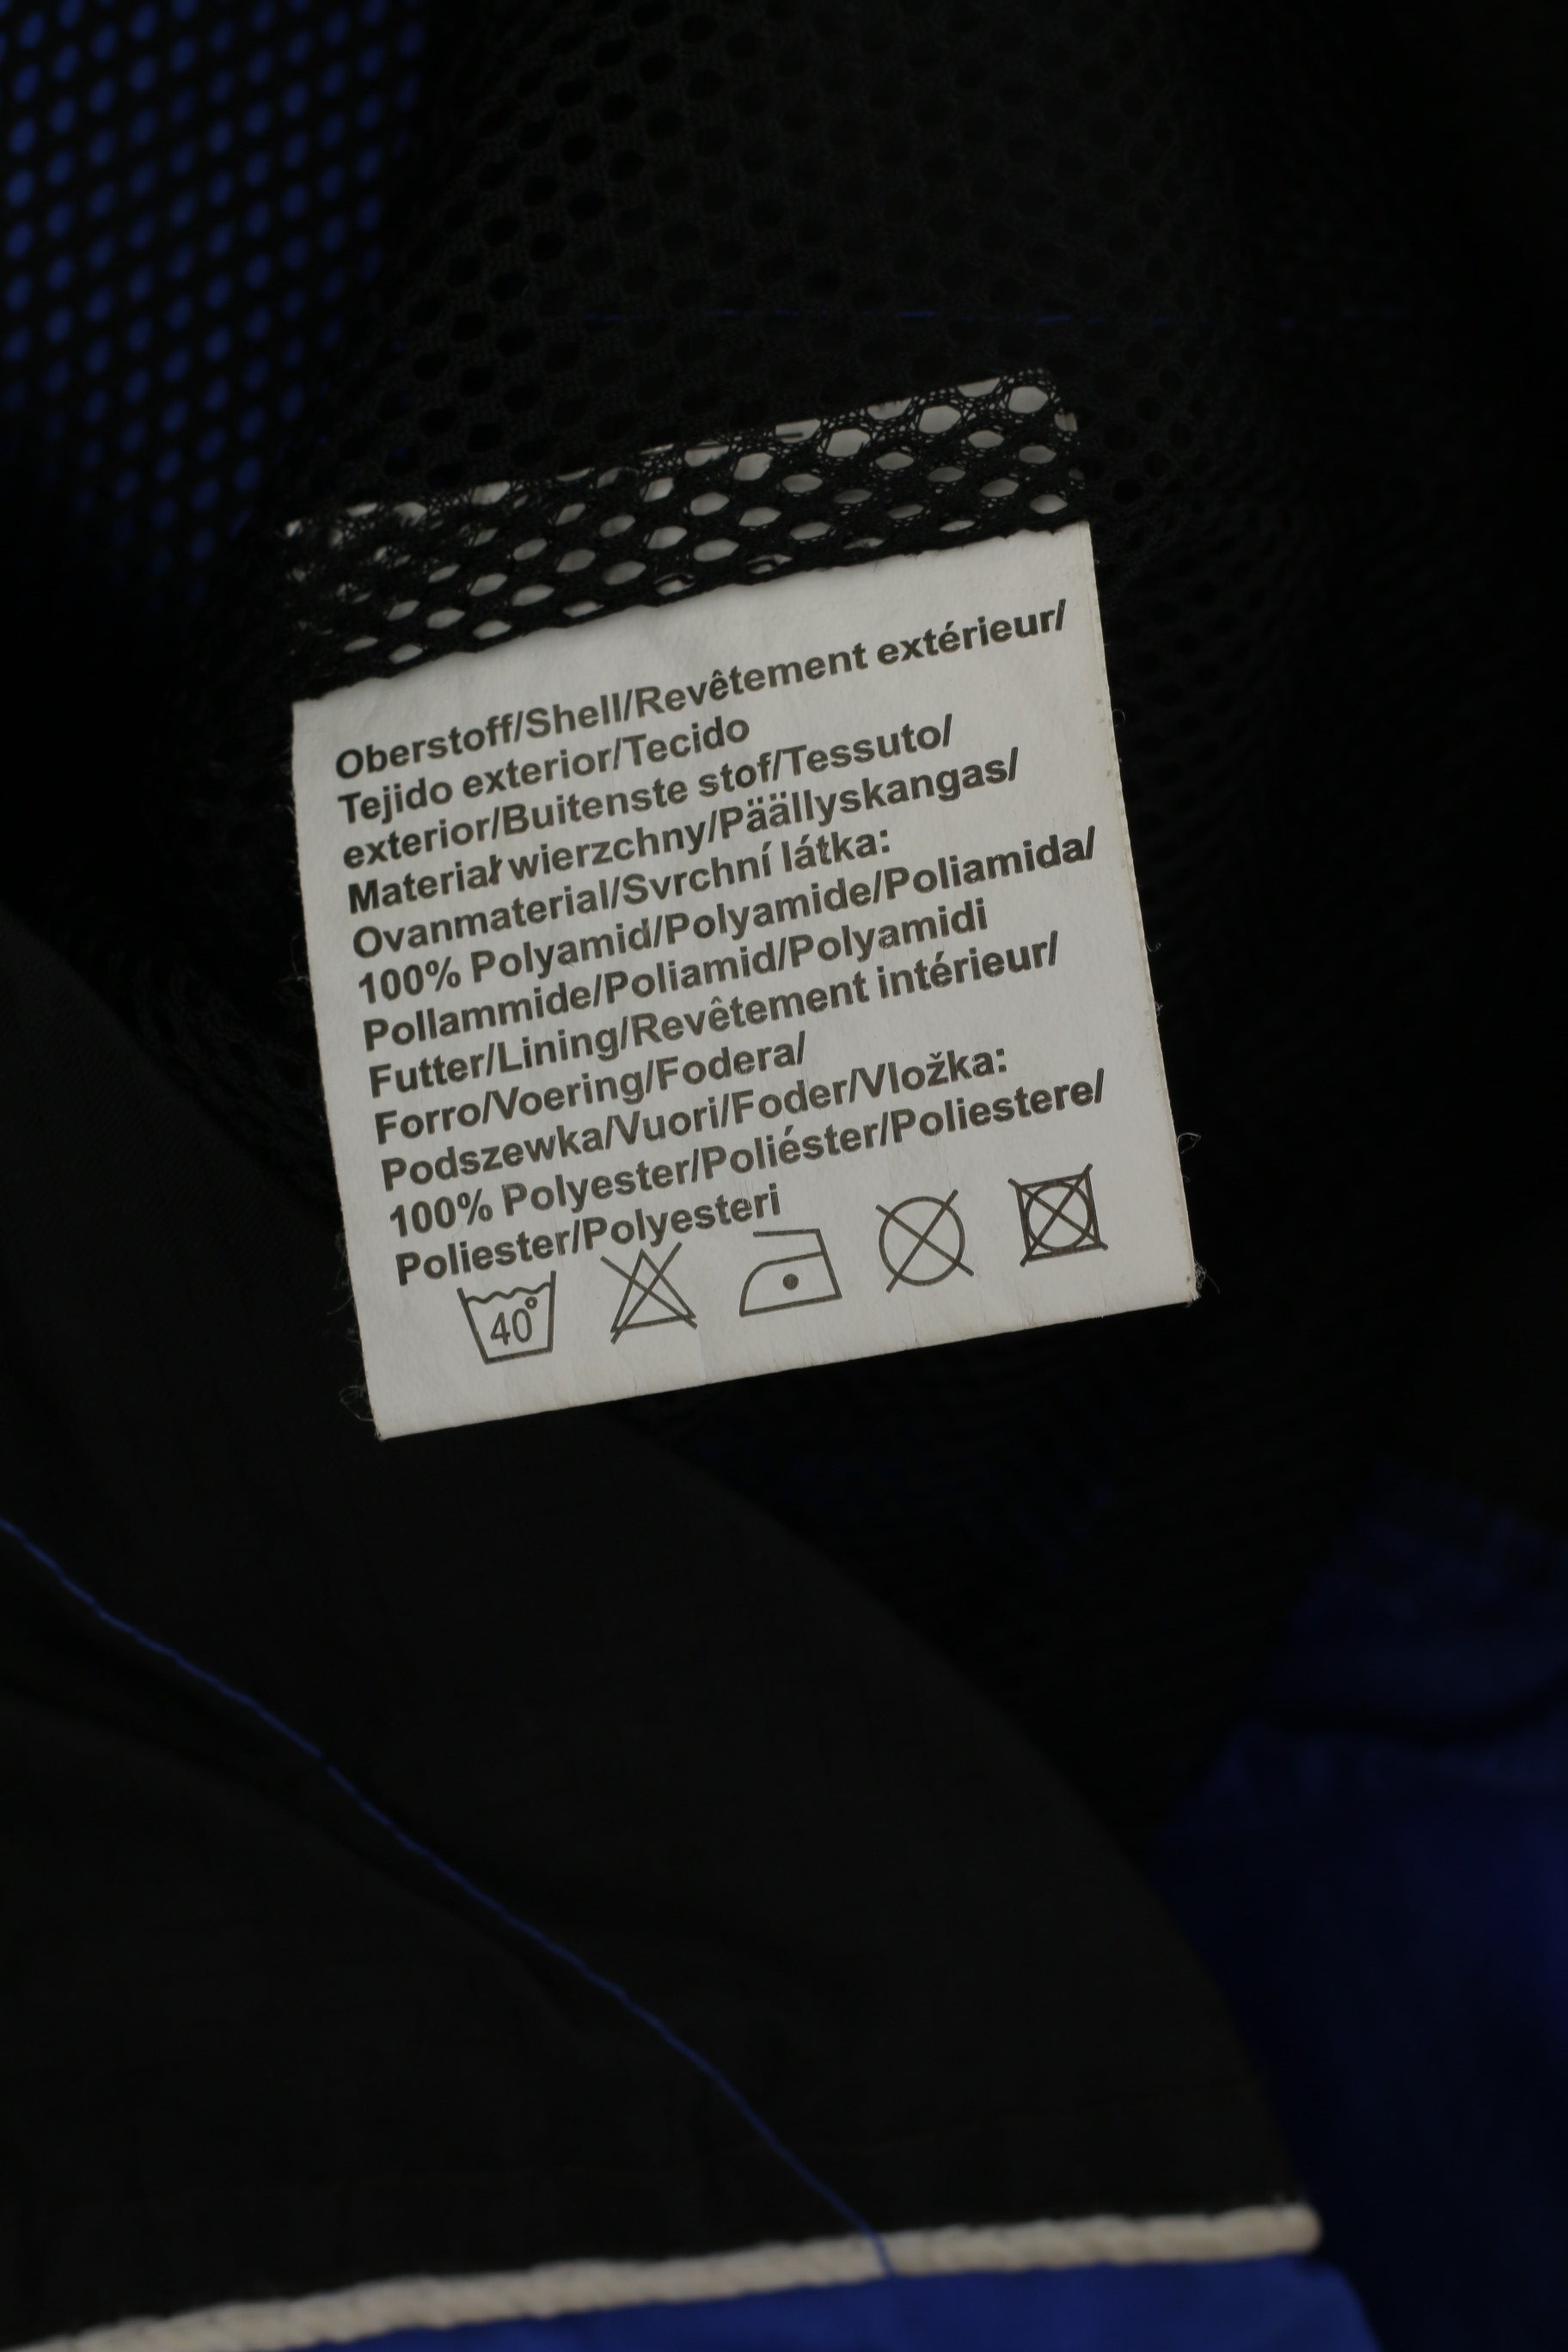 Oberstoff/Shell/Revêtement extérieur/
Tejido exterior/Tecido
exterior/Buitenste stof/Tessuto/
Materiał wierzchny/Päällyskangas/
Ovanmaterial/Svrchní látka:
100% Polyamid/Polyamide/Poliamida/
Pollammide/Poliamid/Polyamidi
Futter/Lining/Revêtement intérieur/
Forro/Voering/Fodera/
Podszewka/Vuori/Foder/Vložka:
100% Polyester/Poliéster/Poliestere/
Poliester/Polyesteri
40°